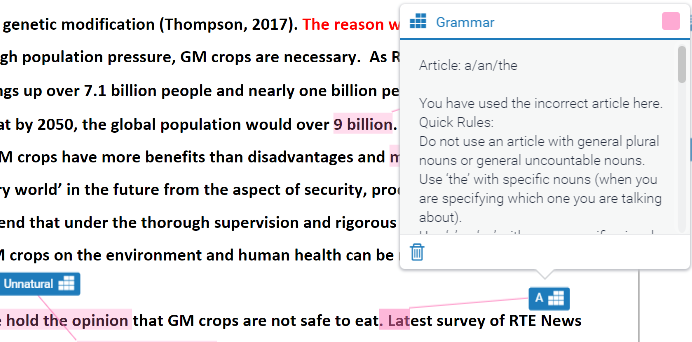 genetic modification (Thompson, 2017). The reason w
gh population pressure, GM crops are necessary. As R
ngs up over 7.1 billion people and nearly one billion pe
at by 2050, the global population would over 9 billion.
M crops have more benefits than disadvantages and
ry world' in the future from the aspect of security, pro
end that under the thorough supervision and rigorous
crops on the environment and human health can be
Unnatural
hold the opinion that GM crops are not safe to eat. Latest survey of RTE News
Grammar
Article: a/an/the
You have used the incorrect article here.
Quick Rules:
Do not use an article with general plural
nouns or general uncountable nouns.
Use 'the' with specific nouns (when you
are specifying which one you are talking
about).
A